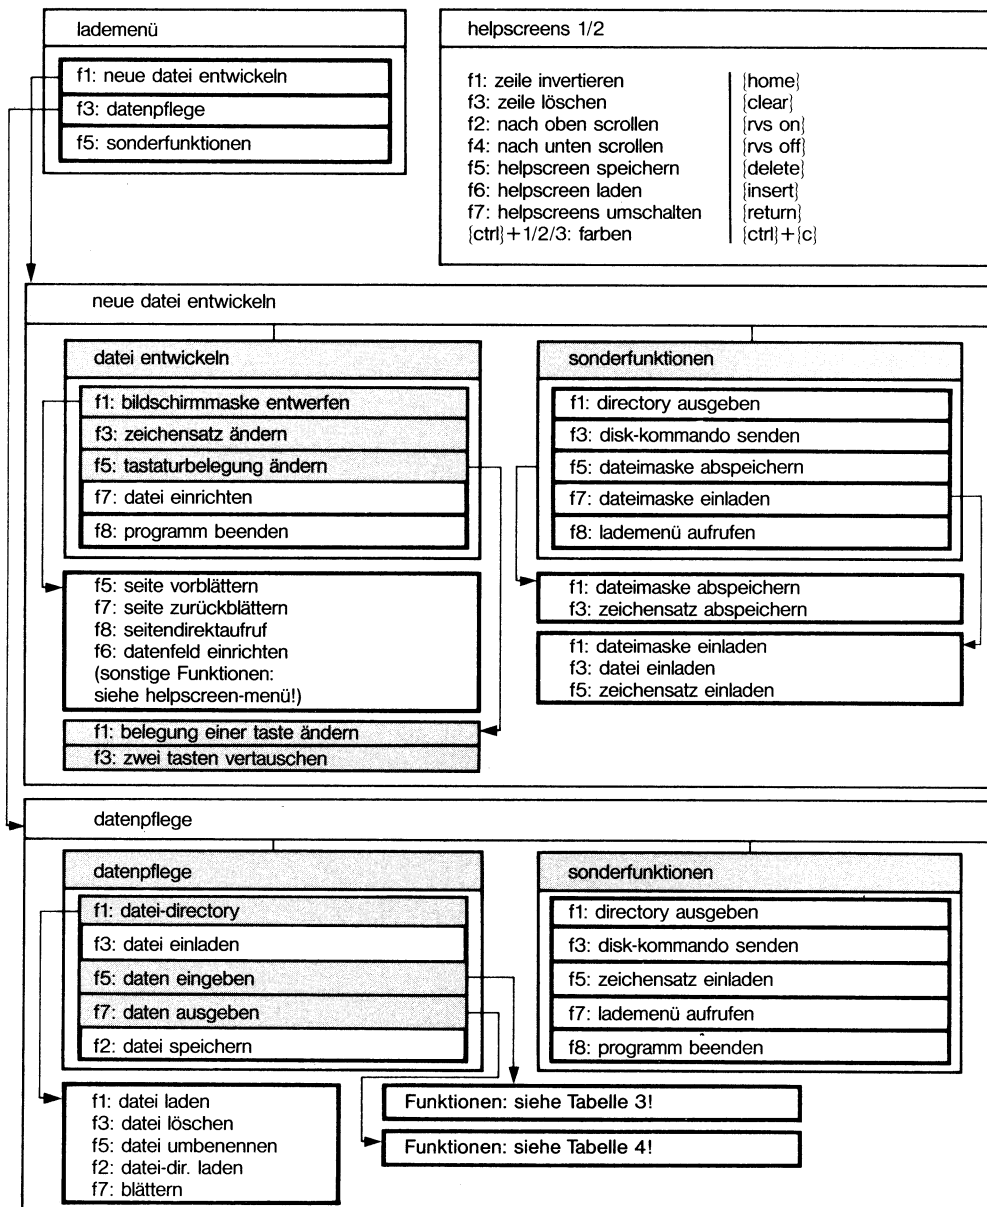 lademenü
f1: neue datei entwickeln
f3: datenpflege
f5: sonderfunktionen
helpscreens 1/2
f1: zeile invertieren
{home}
f3: zeile löschen
{clear}
f2: nach oben scrollen
{rvs on}
f4: nach unten scrollen
{rvs off}
f5: helpscreen speichern
{delete}
f6: helpscreen laden
{insert}
f7: helpscreens umschalten
{return}
{ctrl}+1/2/3: farben
{ctrl}+{c}
neue datei entwickeln
datei entwickeln
f1: bildschirmmaske entwerfen
f3: zeichensatz ändern
f5: tastaturbelegung ändern
f7: datei einrichten
f8: programm beenden
f5: seite vorblättern
f7: seite zurückblättern
f8: seitendirektaufruf
f6: datenfeld einrichten
(sonstige Funktionen:
siehe helpscreen-menü!)
f1: belegung einer taste ändern
f3: zwei tasten vertauschen
sonderfunktionen
f1: directory ausgeben
f3: disk-kommando senden
f5: dateimaske abspeichern
f7: dateimaske einladen
f8: lademenü aufrufen
f1: dateimaske abspeichern
f3: zeichensatz abspeichern
f1: dateimaske einladen
f3: datei einladen
f5: zeichensatz einladen
datenpflege
datenpflege
f1: datei-directory
f3: datei einladen
f5: daten eingeben
f7: daten ausgeben
f2: datei speichern
f1: datei laden
f3: datei löschen
f5: datei umbenennen
f2: datei-dir. laden
f7: blättern
sonderfunktionen
f1: directory ausgeben
f3: disk-kommando senden
f5: zeichensatz einladen
f7: lademenü aufrufen
f8: programm beenden
Funktionen: siehe Tabelle 3!
Funktionen: siehe Tabelle 4!